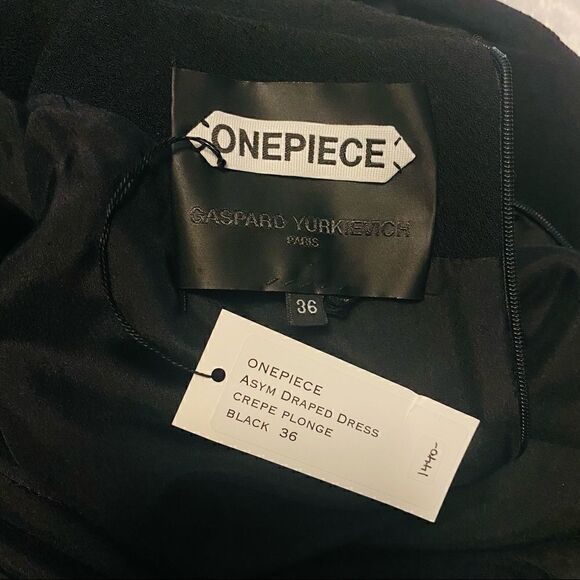 ONEPIECE
GASPARD YURKIEVICH
PARIS
36
ONEPIECE
ASYM DRAPED DRESS
CREPE PLONGE
BLACK 36
1440-